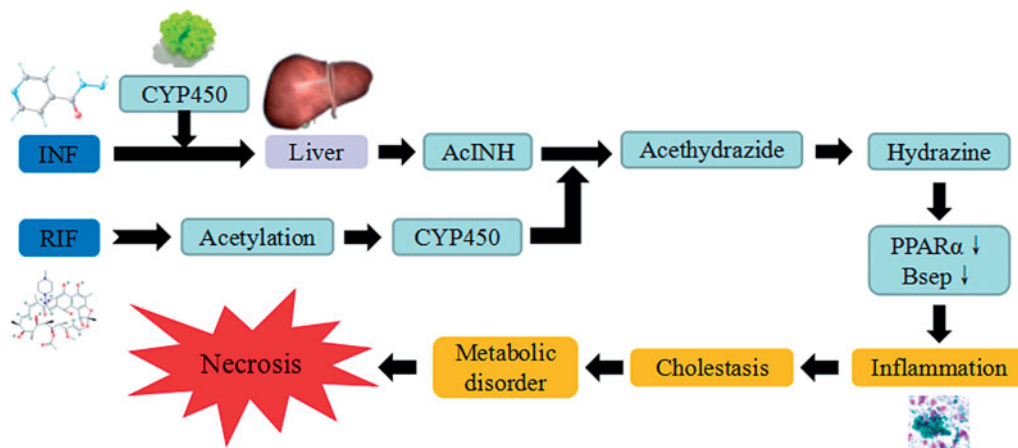 CYP450
INF
Liver
AcINH
Acethydrazide
Hydrazine
RIF
Acetylation
CYP450
PPARα ↓
Bsep ↓
Necrosis
Metabolic
disorder
Cholestasis
Inflammation